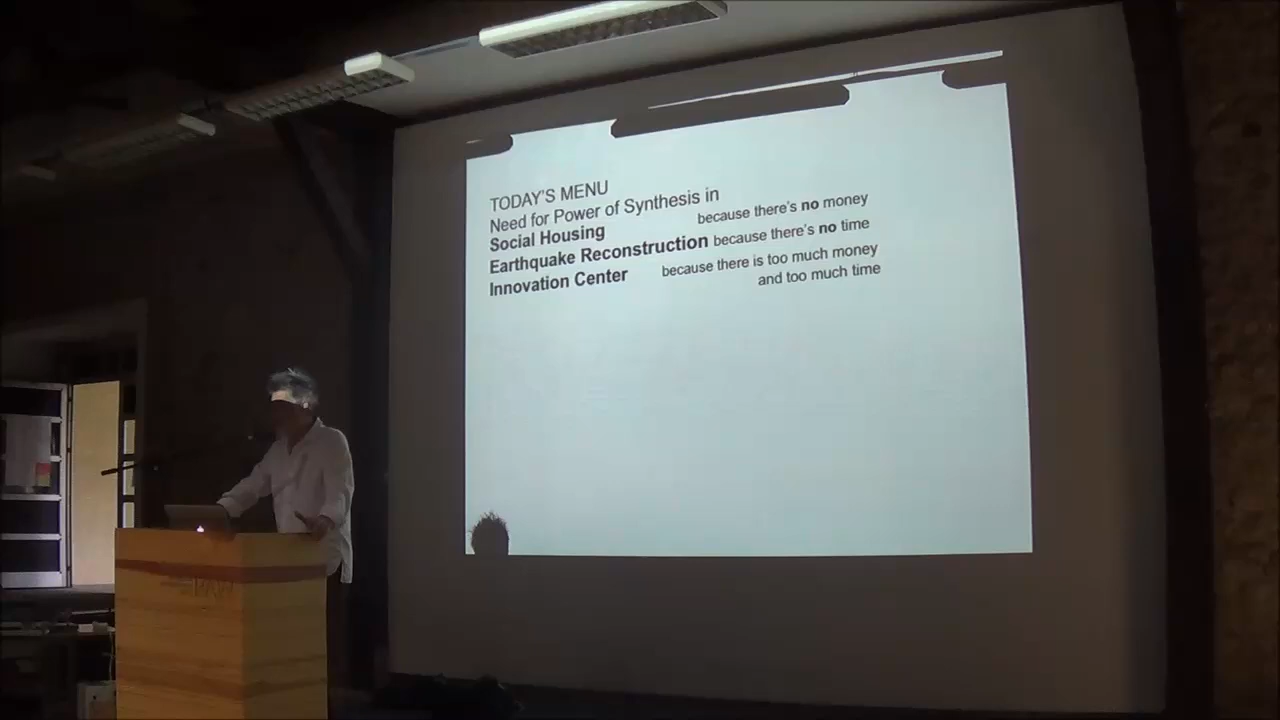 TODAY'S MENU
Need for Power of Synthesis in
Social Housing because there's no money
Earthquake Reconstruction because there's no time
Innovation Center because there is too much money
and too much time